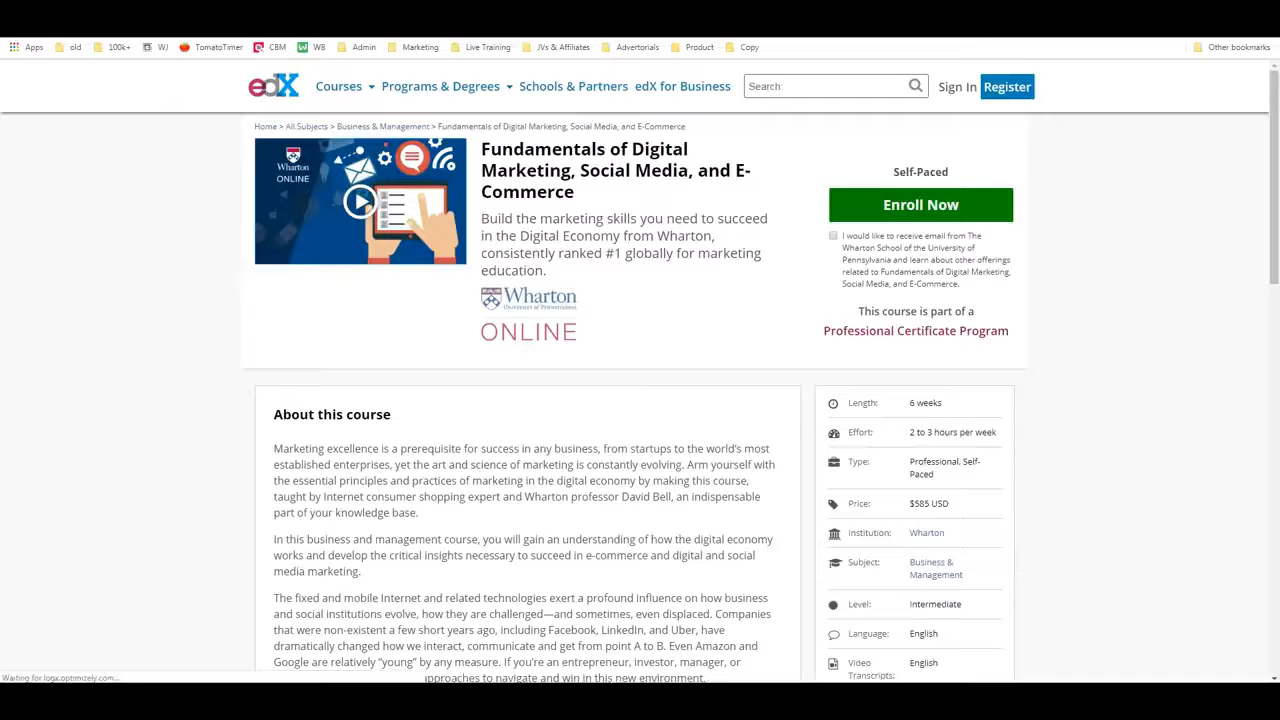 Apps old 100k+ WJ TomatoTimer CBM WB Admin Marketing Live Training JVs & Affiliates Advertorials Product Copy Other bookmarks
edX Courses Programs & Degrees Schools & Partners edX for Business Search: Sign In Register
Home > All Subjects > Business & Management > Fundamentals of Digital Marketing, Social Media, and E-Commerce
Wharton
ONLINE
Fundamentals of Digital
Marketing, Social Media, and E-
Commerce
Build the marketing skills you need to succeed
in the Digital Economy from Wharton,
consistently ranked #1 globally for marketing
education.
Wharton
UNIVERSITY of PENNSYLVANIA
ONLINE
Self-Paced
Enroll Now
I would like to receive email from The
Wharton School of the University of
Pennsylvania and learn about other offerings
related to Fundamentals of Digital Marketing,
Social Media, and E-Commerce.
This course is part of a
Professional Certificate Program
About this course
Marketing excellence is a prerequisite for success in any business, from startups to the world's most
established enterprises, yet the art and science of marketing is constantly evolving. Arm yourself with
the essential principles and practices of marketing in the digital economy by making this course,
taught by Internet consumer shopping expert and Wharton professor David Bell, an indispensable
part of your knowledge base.
In this business and management course, you will gain an understanding of how the digital economy
works and develop the critical insights necessary to succeed in e-commerce and digital and social
media marketing.
The fixed and mobile Internet and related technologies exert a profound influence on how business
and social institutions evolve, how they are challenged—and sometimes, even displaced. Companies
that were non-existent a few short years ago, including Facebook, LinkedIn, and Uber, have
dramatically changed how we interact, communicate and get from point A to B. Even Amazon and
Google are relatively “young” by any measure. If you're an entrepreneur, investor, manager, or
approaches to navigate and win in this new environment.
Length: 6 weeks
Effort: 2 to 3 hours per week
Type: Professional, Self-
Paced
Price: $585 USD
Institution: Wharton
Subject: Business &
Management
Level: Intermediate
Language: English
Video English
Transcripts:
Waiting for logx.optimizely.com...